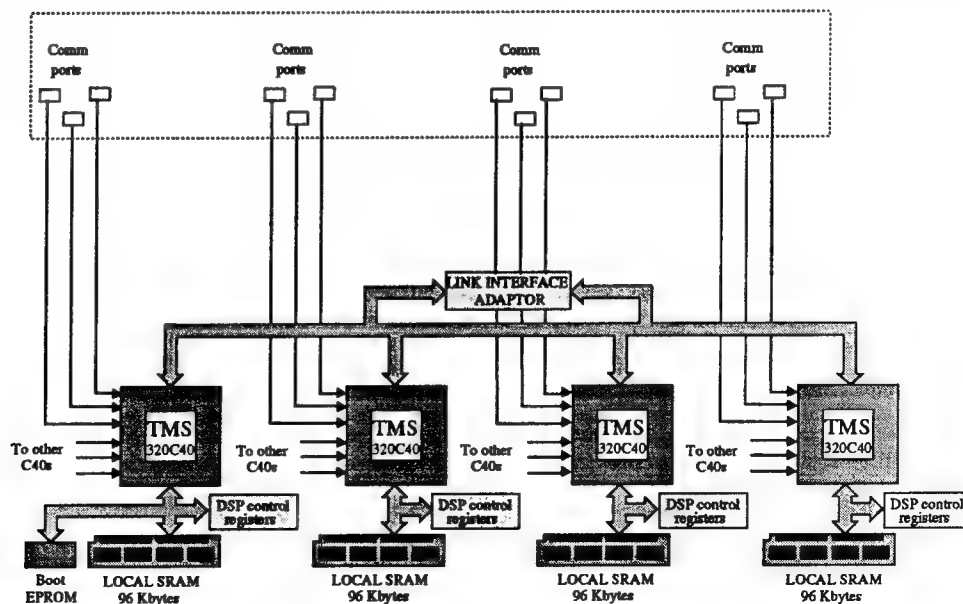 Comm
ports
Comm
ports
Comm
ports
Comm
ports
LINK INTERFACE
ADAPTOR
TMS
320C40
TMS
320C40
TMS
320C40
TMS
320C40
To other
C40s
To other
C40s
To other
C40s
To other
C40s
DSP control
registers
DSP control
registers
DSP control
registers
DSP control
registers
Boot
EPROM
LOCAL SRAM
96 Kbytes
LOCAL SRAM
96 Kbytes
LOCAL SRAM
96 Kbytes
LOCAL SRAM
96 Kbytes